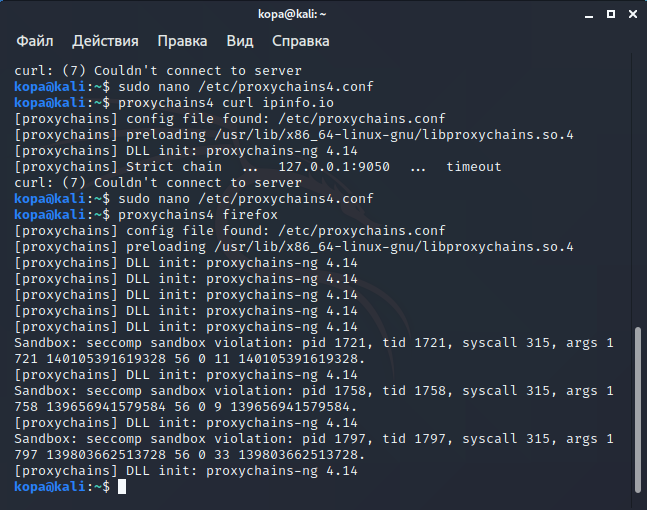 kopa@kali: ~
Файл Действия Правка Вид Справка
curl: (7) Couldn't connect to server
kopa@kali:~$ sudo nano /etc/proxychains4.conf
kopa@kali:~$ proxychains4 curl ipinfo.io
[proxychains] config file found: /etc/proxychains.conf
[proxychains] preloading /usr/lib/x86_64-linux-gnu/libproxychains.so.4
[proxychains] DLL init: proxychains-ng 4.14
[proxychains] Strict chain  ...  127.0.0.1:9050  ...  timeout
curl: (7) Couldn't connect to server
kopa@kali:~$ sudo nano /etc/proxychains4.conf
kopa@kali:~$ proxychains4 firefox
[proxychains] config file found: /etc/proxychains.conf
[proxychains] preloading /usr/lib/x86_64-linux-gnu/libproxychains.so.4
[proxychains] DLL init: proxychains-ng 4.14
[proxychains] DLL init: proxychains-ng 4.14
[proxychains] DLL init: proxychains-ng 4.14
[proxychains] DLL init: proxychains-ng 4.14
[proxychains] DLL init: proxychains-ng 4.14
Sandbox: seccomp sandbox violation: pid 1721, tid 1721, syscall 315, args 1
721 140105391619328 56 0 11 140105391619328.
[proxychains] DLL init: proxychains-ng 4.14
Sandbox: seccomp sandbox violation: pid 1758, tid 1758, syscall 315, args 1
758 139656941579584 56 0 9 139656941579584.
[proxychains] DLL init: proxychains-ng 4.14
Sandbox: seccomp sandbox violation: pid 1797, tid 1797, syscall 315, args 1
797 139803662513728 56 0 33 139803662513728.
[proxychains] DLL init: proxychains-ng 4.14
kopa@kali:~$